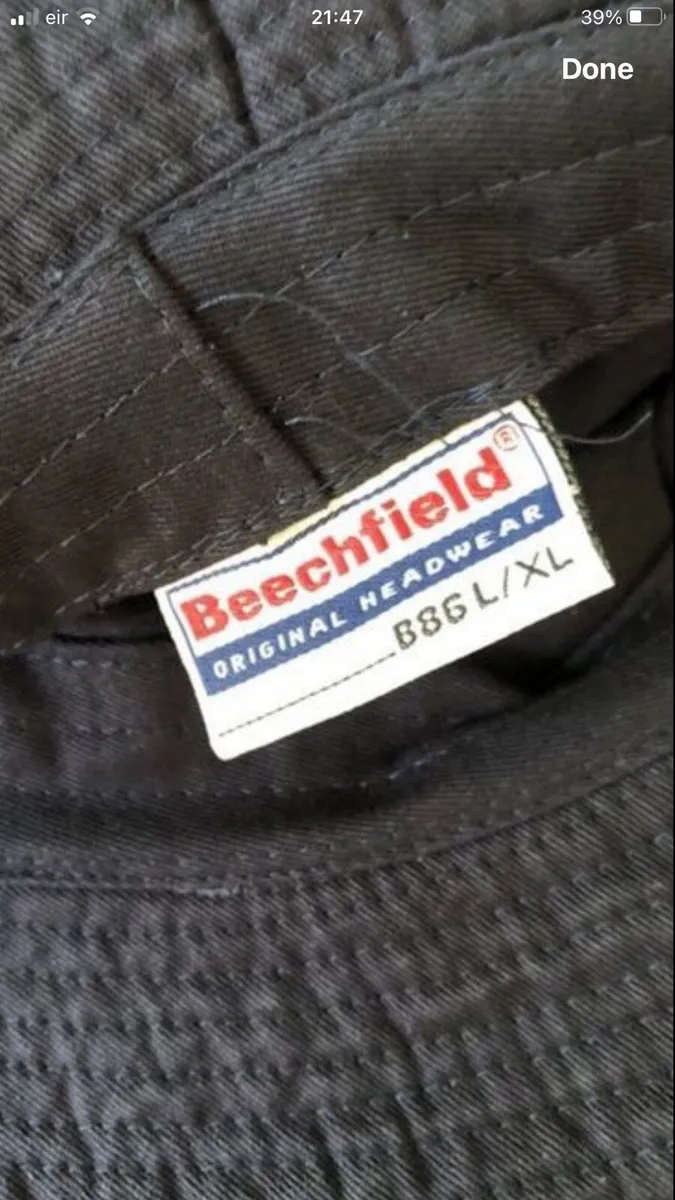 eir 21:47 39%
Done
Beechfield®
ORIGINAL HEADWEAR
B86 L/XL